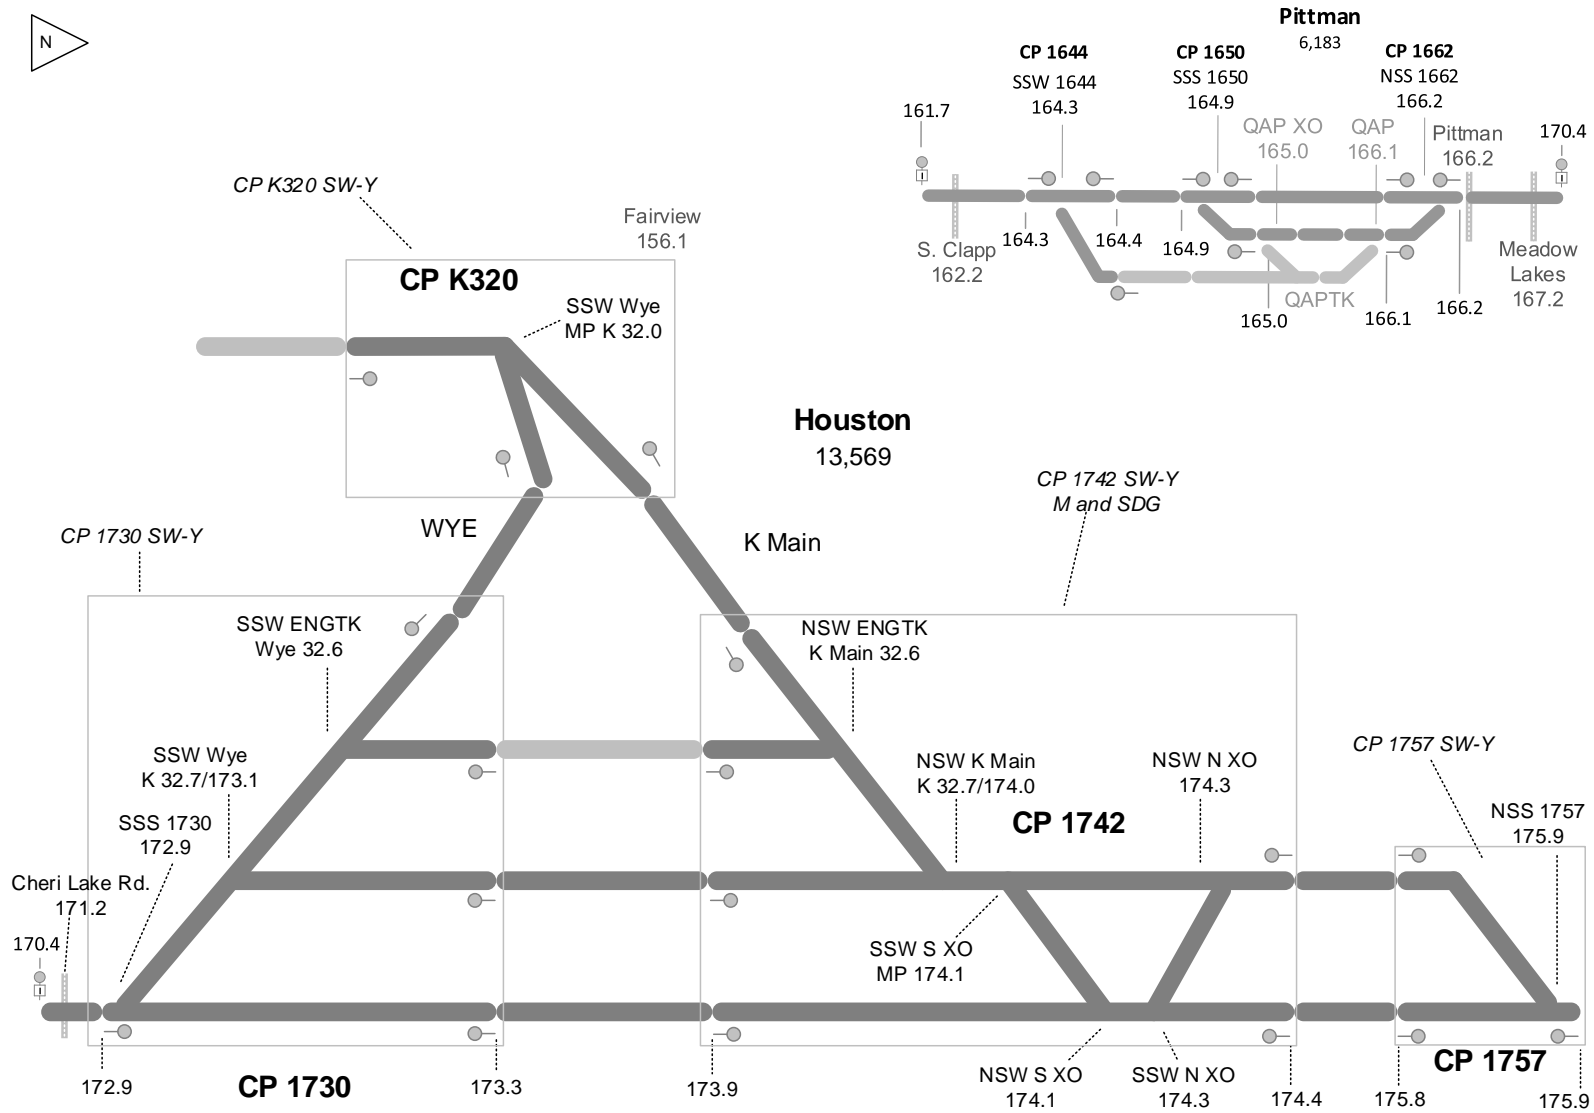 N
Pittman
6,183
CP 1644
SSW 1644
164.3
CP 1650
SSS 1650
164.9
CP 1662
NSS 1662
166.2
161.7
QAP XO
165.0
QAP
166.1
Pittman
166.2
170.4
S. Clapp
162.2
164.3
164.4
164.9
QAPTK
165.0
166.1
166.2
Meadow
Lakes
167.2
CP K320 SW-Y
Fairview
156.1
CP K320
SSW Wye
MP K 32.0
Houston
13,569
CP 1742 SW-Y
M and SDG
CP 1730 SW-Y
WYE
K Main
SSW ENGTK
Wye 32.6
NSW ENGTK
K Main 32.6
SSW Wye
K 32.7/173.1
NSW K Main
K 32.7/174.0
NSW N XO
174.3
CP 1757 SW-Y
SSS 1730
172.9
CP 1742
NSS 1757
175.9
Cheri Lake Rd.
171.2
170.4
SSW S XO
MP 174.1
172.9
CP 1730
173.3
173.9
NSW S XO
174.1
SSW N XO
174.3
174.4
175.8
CP 1757
175.9